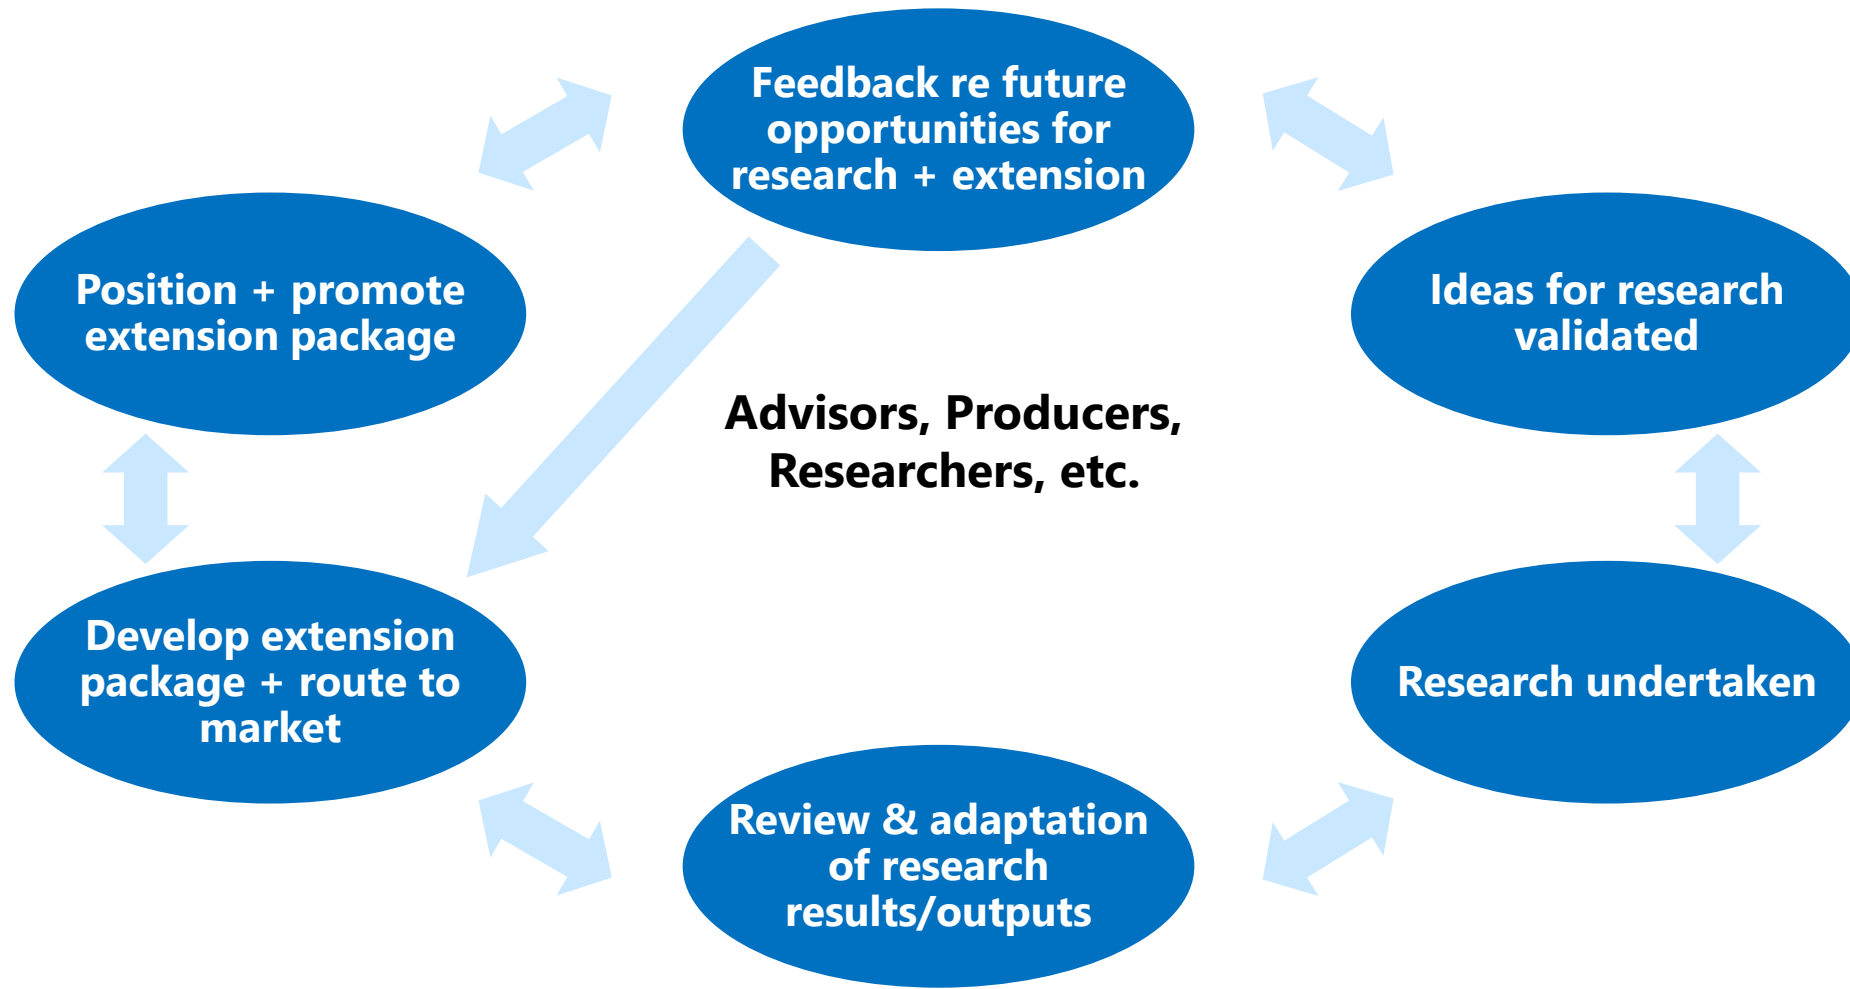 Feedback re future
opportunities for
research + extension
Position + promote
extension package
Ideas for research
validated
Advisors, Producers,
Researchers, etc.
Develop extension
package + route to
market
Research undertaken
Review & adaptation
of research
results/outputs